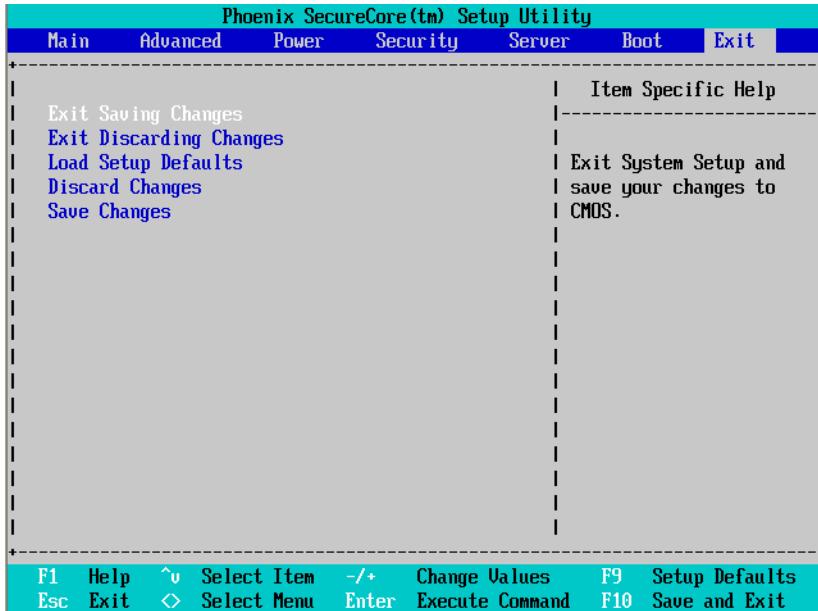 Phoenix SecureCore(tm) Setup Utility
Main Advanced Power Security Server Boot Exit
Item Specific Help
Exit Saving Changes
Exit Discarding Changes
Load Setup Defaults
Discard Changes
Save Changes
Exit System Setup and
save your changes to
CMOS.
F1 Help ^v Select Item -/+ Change Values F9 Setup Defaults
Esc Exit <> Select Menu Enter Execute Command F10 Save and Exit